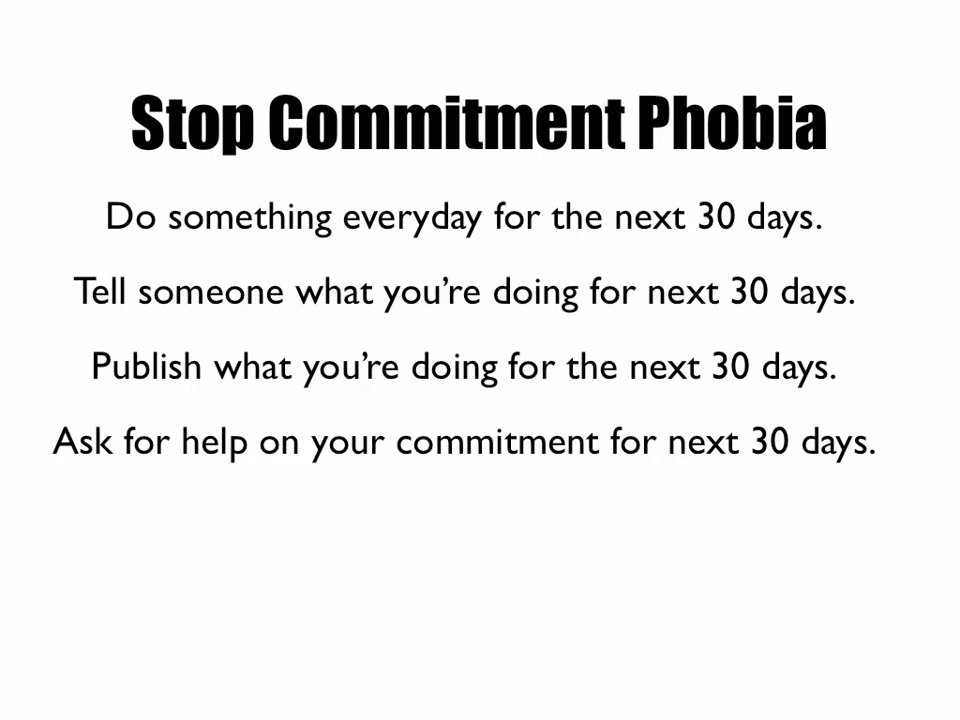 Stop Commitment Phobia
Do something everyday for the next 30 days.
Tell someone what you’re doing for next 30 days.
Publish what you’re doing for the next 30 days.
Ask for help on your commitment for next 30 days.